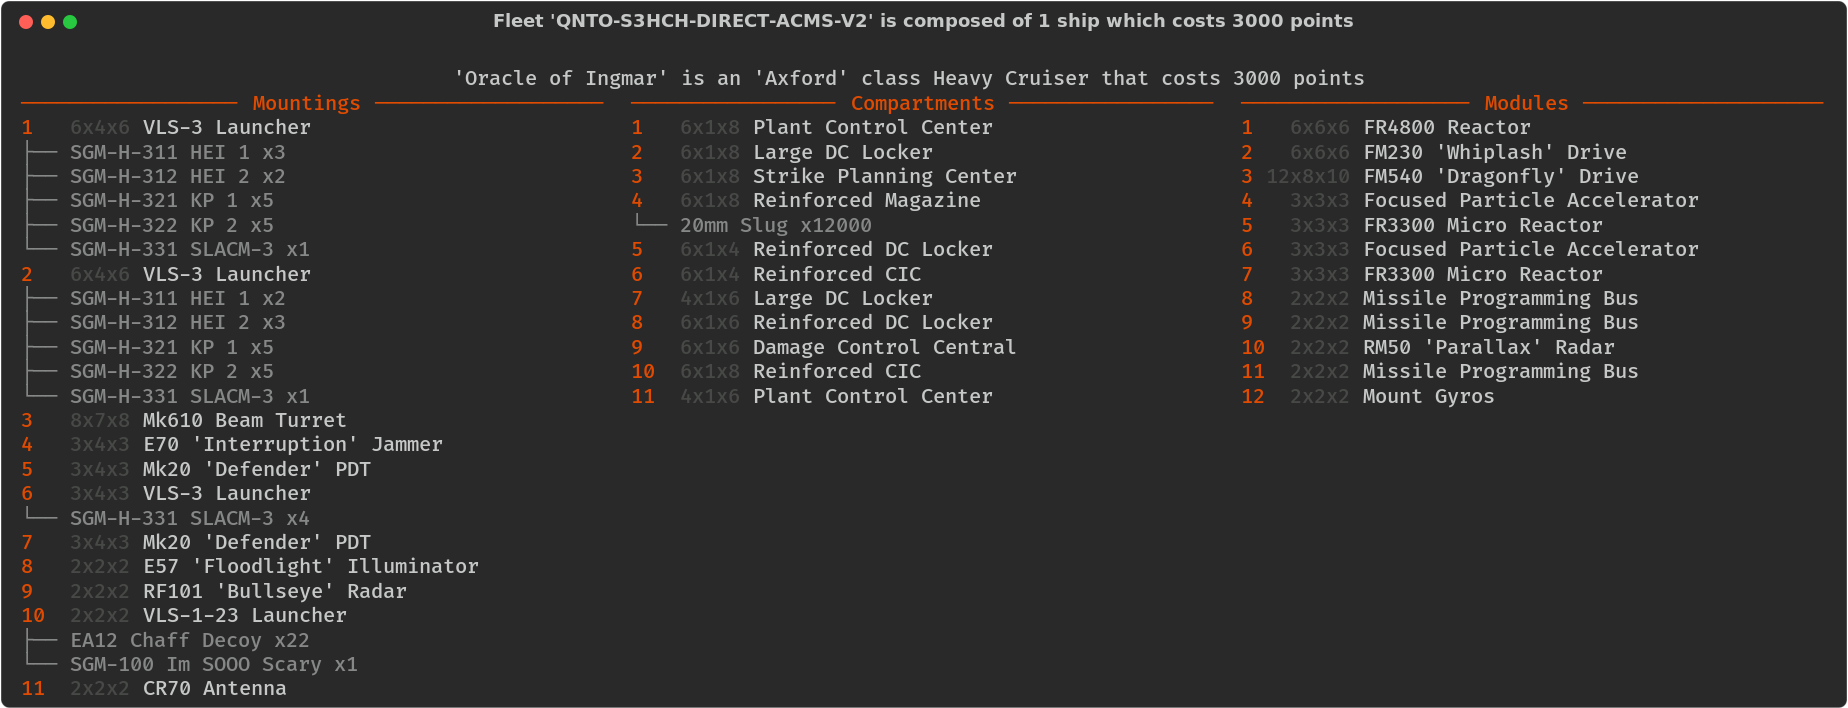 Fleet 'QNTO-S3HCH-DIRECT-ACMS-V2' is composed of 1 ship which costs 3000 points
'Oracle of Ingmar' is an 'Axford' class Heavy Cruiser that costs 3000 points
Mountings
1 6x4x6 VLS-3 Launcher
SGM-H-311 HEI 1 x3
SGM-H-312 HEI 2 x2
SGM-H-321 KP 1 x5
SGM-H-322 KP 2 x5
SGM-H-331 SLACM-3 x1
2 6x4x6 VLS-3 Launcher
SGM-H-311 HEI 1 x2
SGM-H-312 HEI 2 x3
SGM-H-321 KP 1 x5
SGM-H-322 KP 2 x5
SGM-H-331 SLACM-3 x1
3 8x7x8 Mk610 Beam Turret
4 3x4x3 E70 'Interruption' Jammer
5 3x4x3 Mk20 'Defender' PDT
6 3x4x3 VLS-3 Launcher
SGM-H-331 SLACM-3 x4
7 3x4x3 Mk20 'Defender' PDT
8 2x2x2 E57 'Floodlight' Illuminator
9 2x2x2 RF101 'Bullseye' Radar
10 2x2x2 VLS-1-23 Launcher
EA12 Chaff Decoy x22
SGM-100 Im SOOO Scary x1
11 2x2x2 CR70 Antenna
Compartments
1 6x1x8 Plant Control Center
2 6x1x8 Large DC Locker
3 6x1x8 Strike Planning Center
4 6x1x8 Reinforced Magazine
20mm Slug x12000
5 6x1x4 Reinforced DC Locker
6 6x1x4 Reinforced CIC
7 4x1x6 Large DC Locker
8 6x1x6 Reinforced DC Locker
9 6x1x6 Damage Control Central
10 6x1x8 Reinforced CIC
11 4x1x6 Plant Control Center
Modules
1 6x6x6 FR4800 Reactor
2 6x6x6 FM230 'Whiplash' Drive
3 12x8x10 FM540 'Dragonfly' Drive
4 3x3x3 Focused Particle Accelerator
5 3x3x3 FR3300 Micro Reactor
6 3x3x3 Focused Particle Accelerator
7 3x3x3 FR3300 Micro Reactor
8 2x2x2 Missile Programming Bus
9 2x2x2 Missile Programming Bus
10 2x2x2 RM50 'Parallax' Radar
11 2x2x2 Missile Programming Bus
12 2x2x2 Mount Gyros